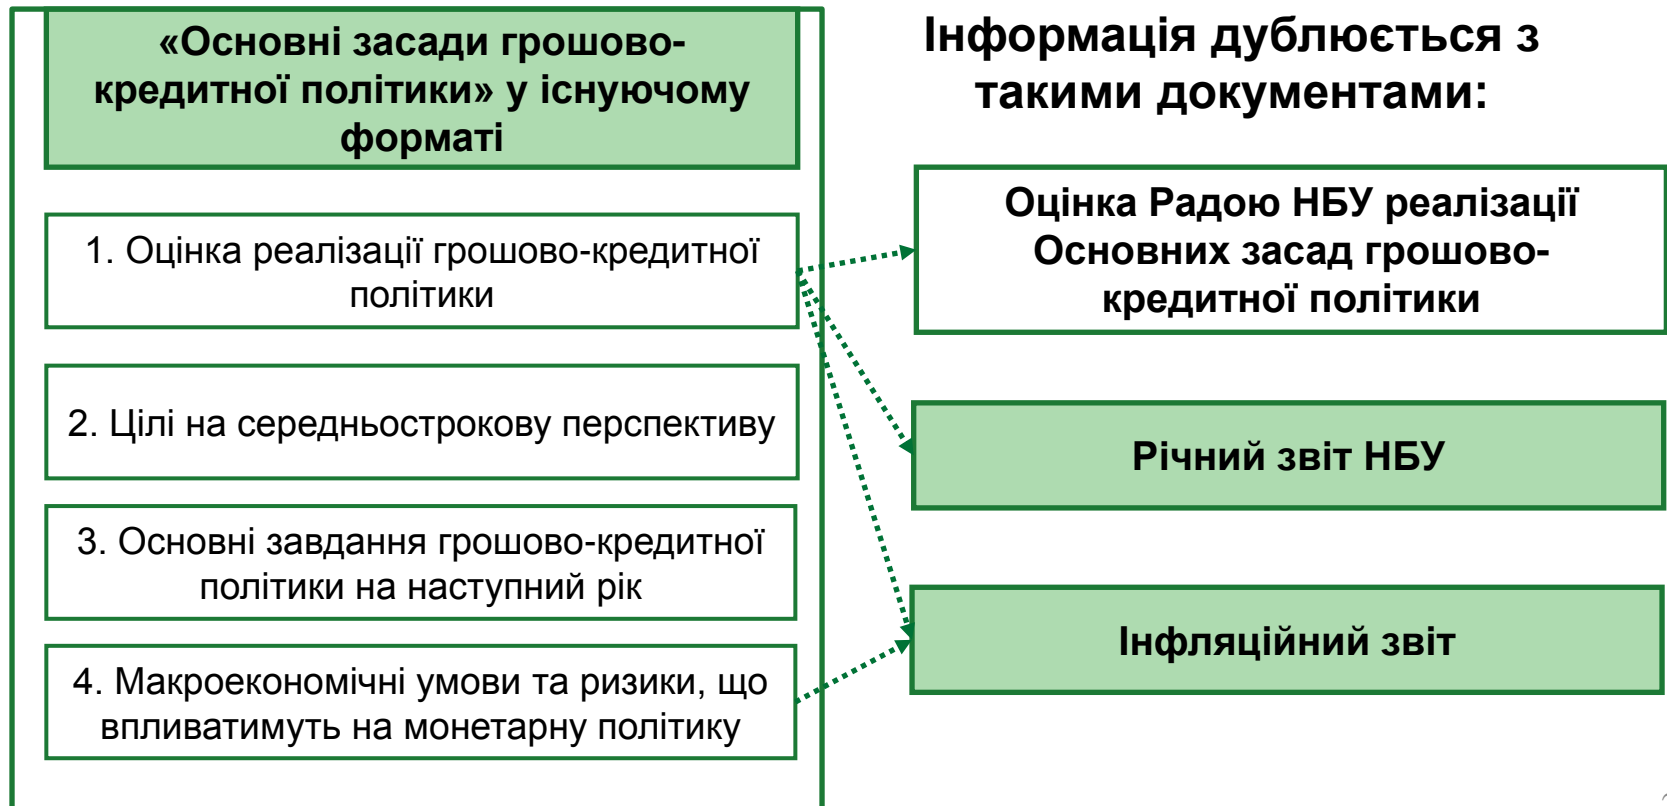 «Основні засади грошово-
кредитної політики» у існуючому
форматі
1. Оцінка реалізації грошово-кредитної
політики
2. Цілі на середньострокову перспективу
3. Основні завдання грошово-кредитної
політики на наступний рік
4. Макроекономічні умови та ризики, що
впливатимуть на монетарну політику
Інформація дублюється з
такими документами:
Оцінка Радою НБУ реалізації
Основних засад грошово-
кредитної політики
Річний звіт НБУ
Інфляційний звіт